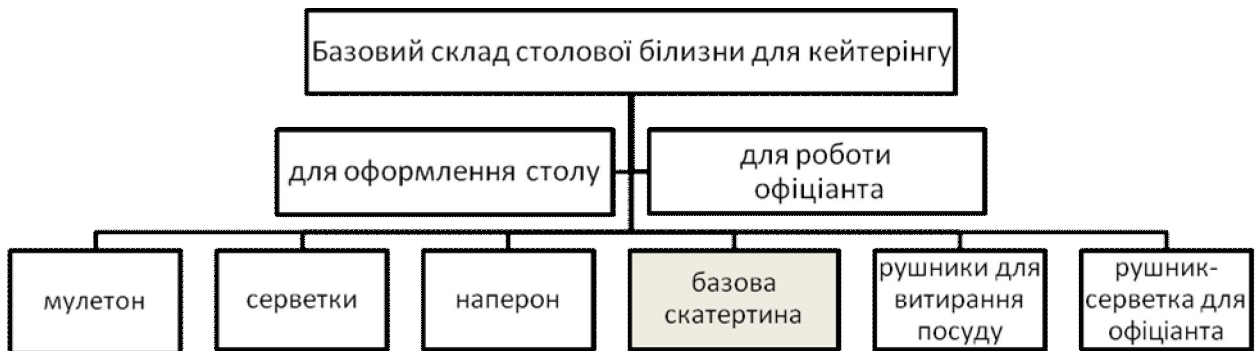 Базовий склад столової білизни для кейтерінгу
для оформлення столу
для роботи
офіціанта
мулетон
серветки
наперон
базова
скатертина
рушники для
витирання
посуду
рушник-
серветка для
офіціанта